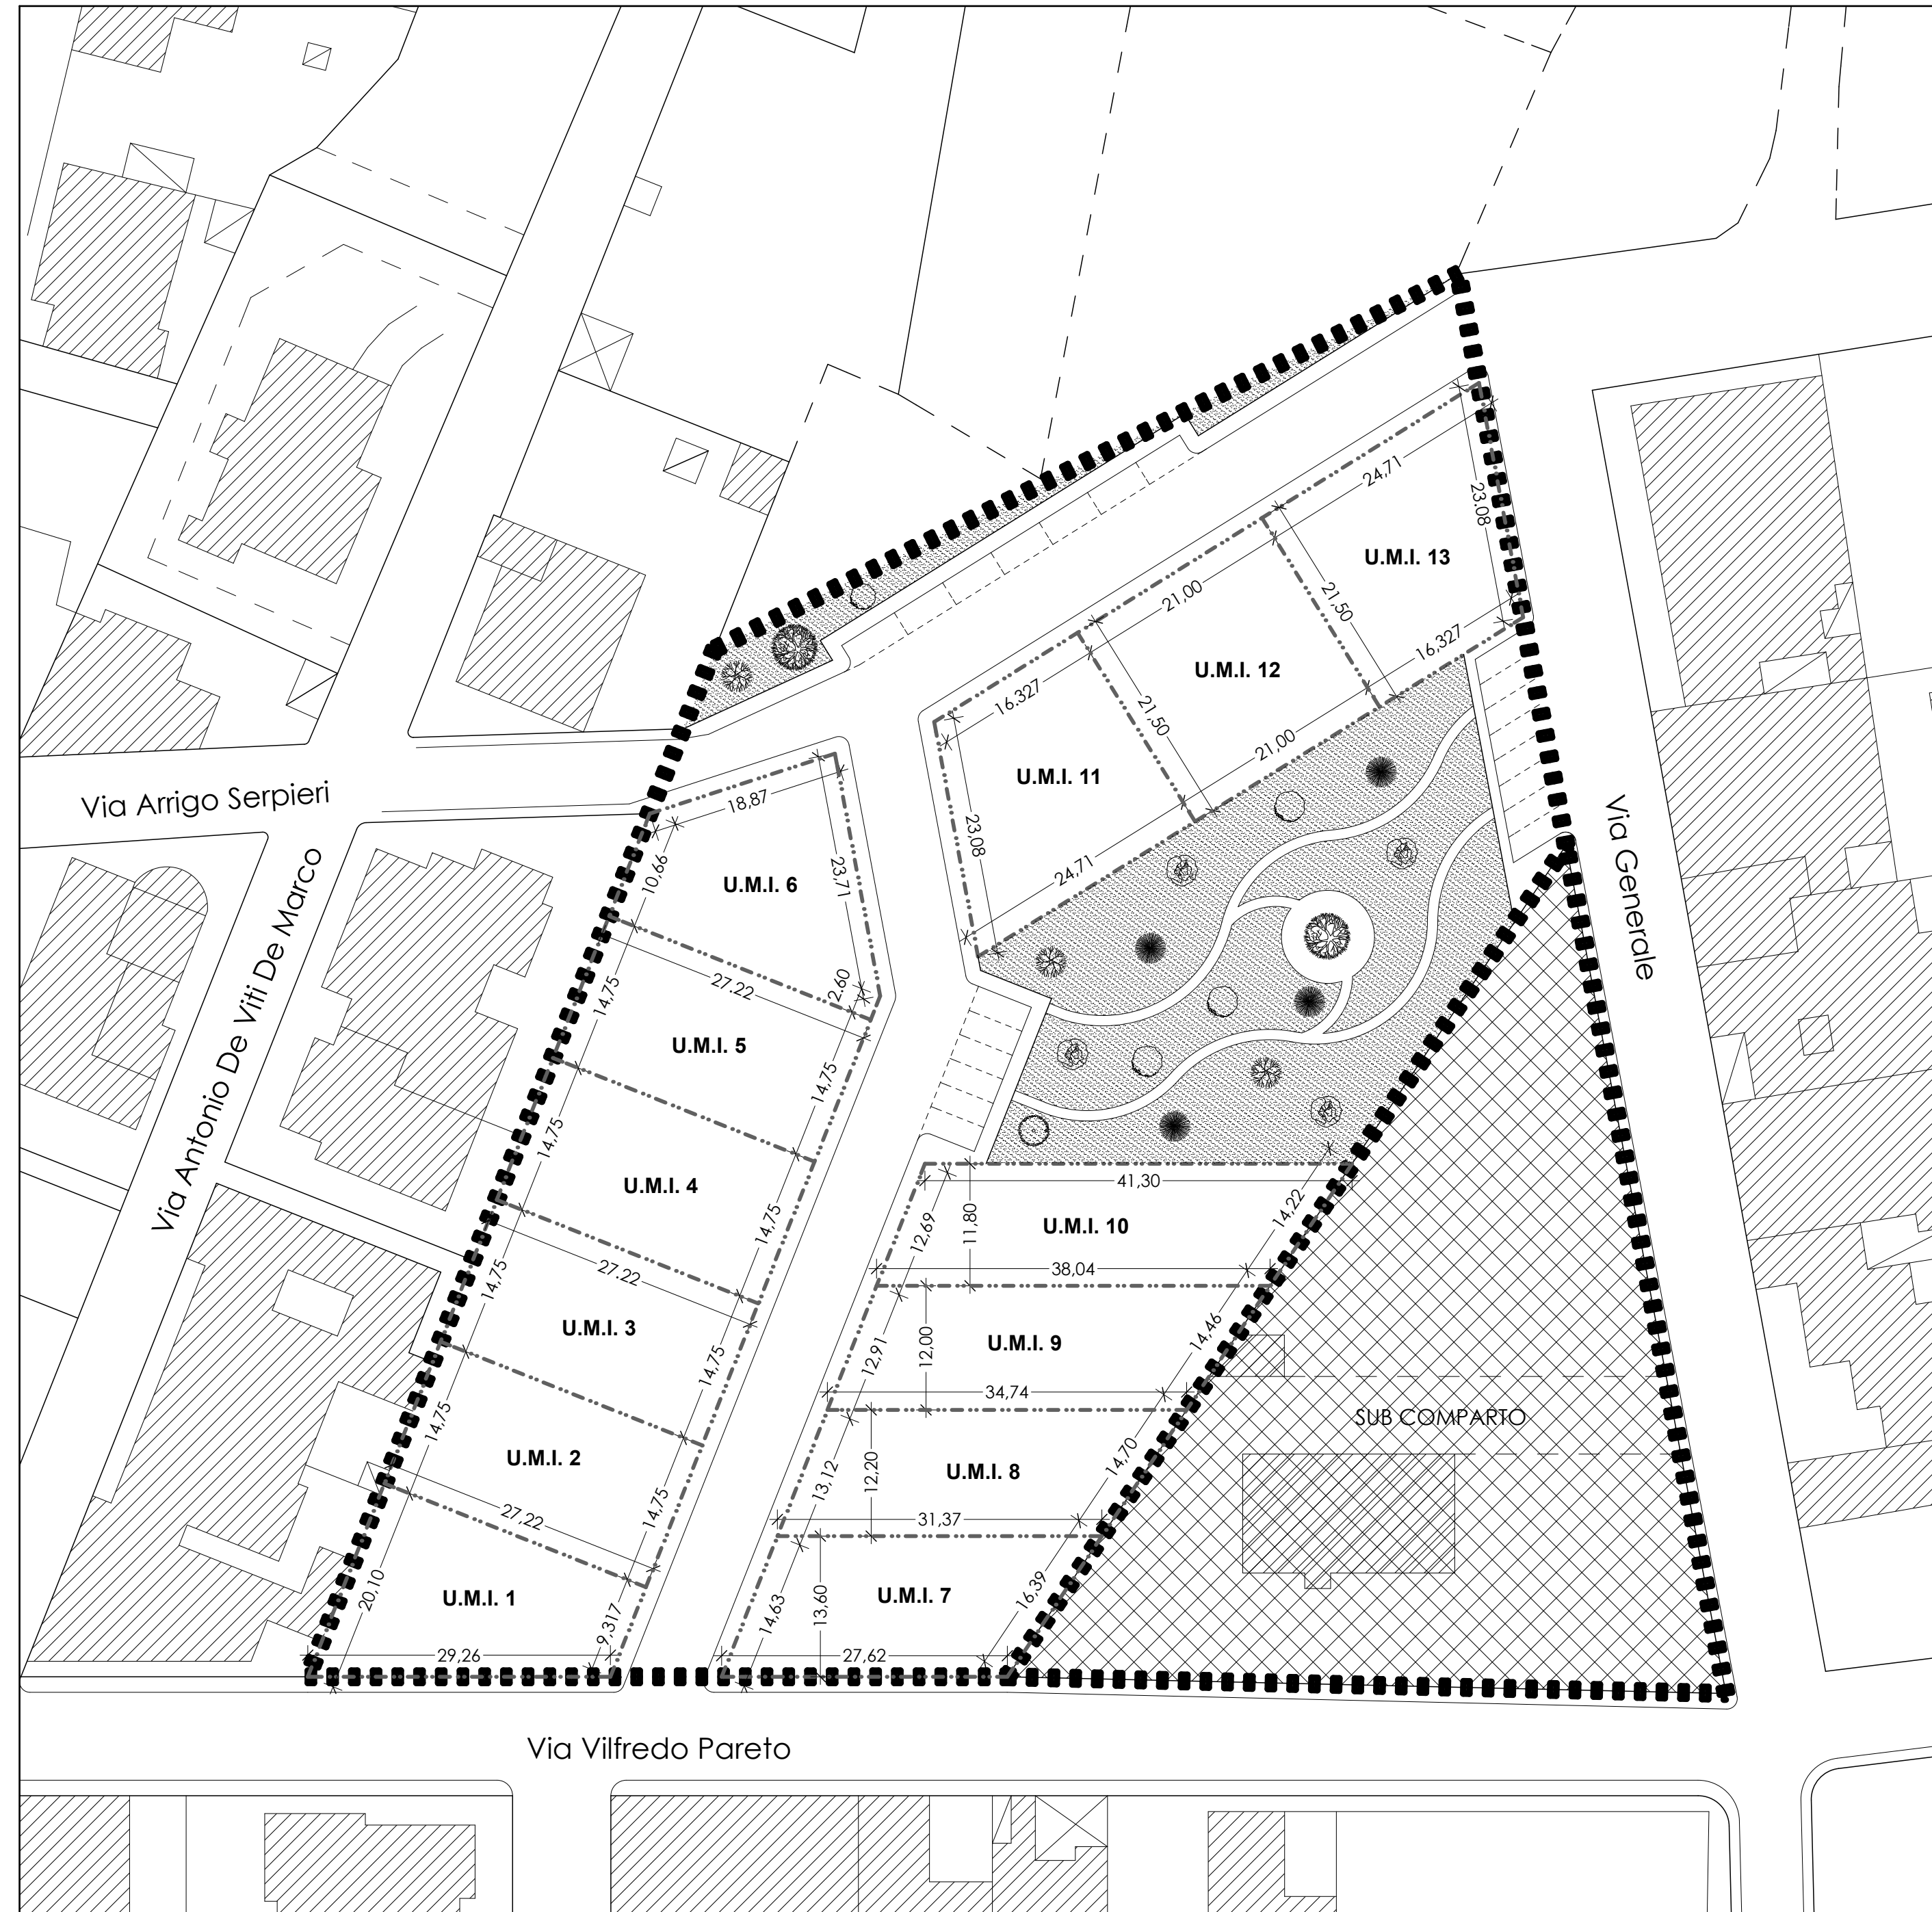 24,71
23.08
U.M.I. 13
21,00
21,50
16,327
U.M.I. 12
16.327
21,50
21,00
U.M.I. 11
23,08
24,71
Via Arrigo Serpieri
18,87
10,66
23,71
U.M.I. 6
Via Generale
Via Antonio De Viti De Marco
27.22
2.60
14,75
U.M.I. 5
14,75
14,75
U.M.I. 4
14,75
41,30
14,22
12,69
11,80
U.M.I. 10
14,75
27.22
38,04
U.M.I. 3
14,75
12,91
12,00
U.M.I. 9
14,46
34,74
14,75
SUB COMPARTO
U.M.I. 2
13,12
12,20
U.M.I. 8
14,70
27,22
14,75
31,37
20,10
U.M.I. 1
9,317
14,63
13,60
U.M.I. 7
16,39
29,26
27,62
Via Vilfredo Pareto